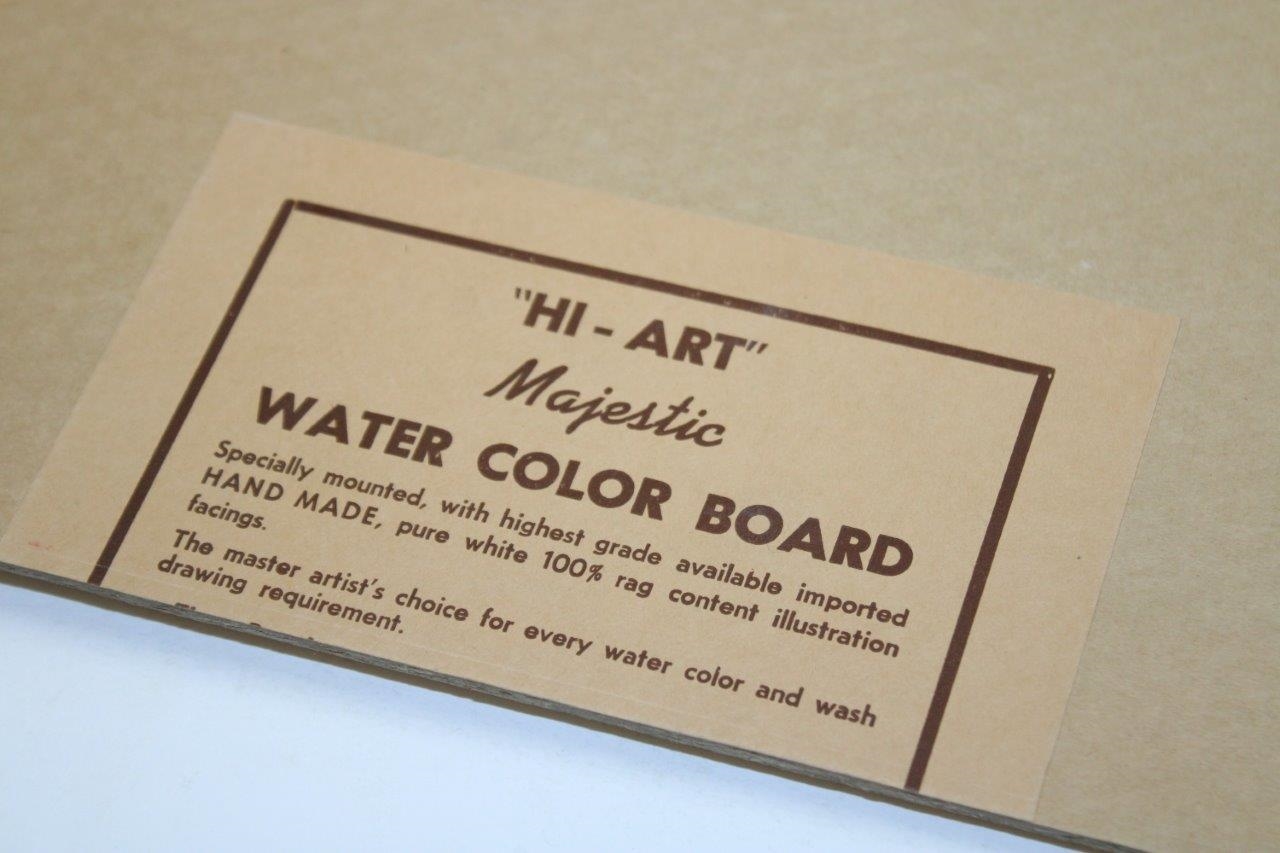 "HI - ART"
Majestic
WATER COLOR BOARD
Specially mounted, with highest grade available imported
HAND MADE, pure white 100% rag content illustration
facings.
The master artist's choice for every water color and wash
drawing requirement.